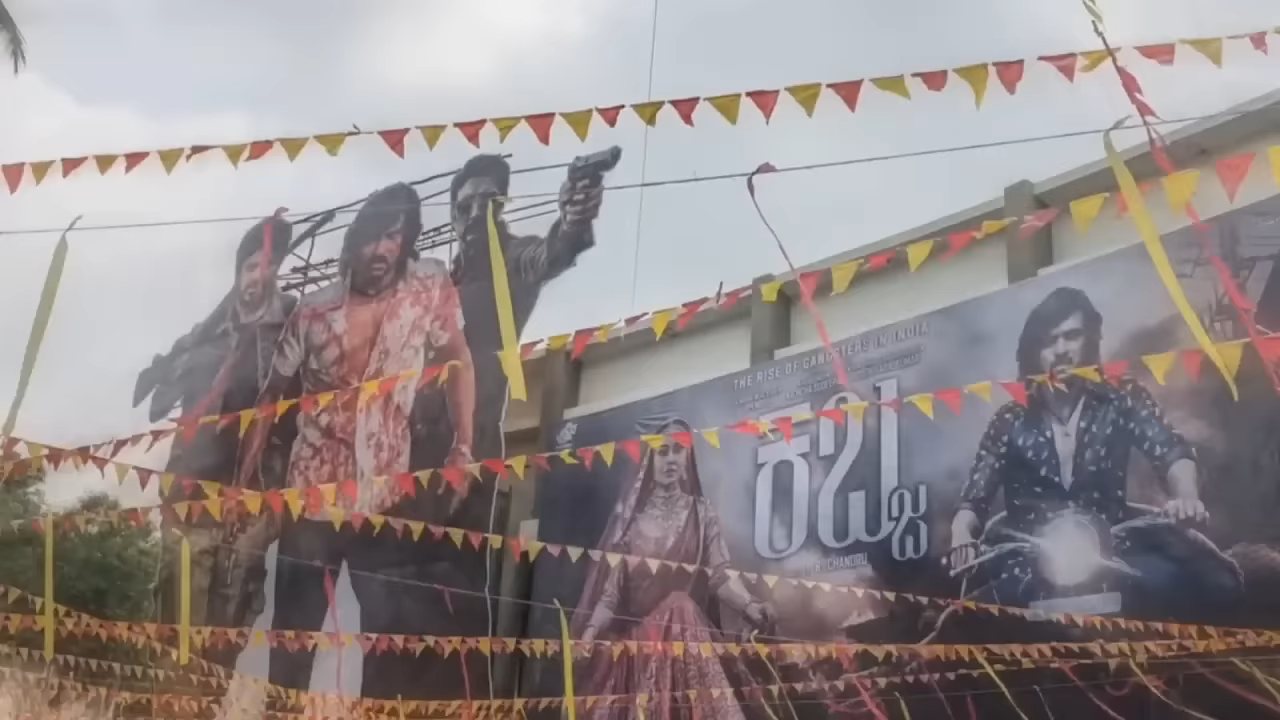 THE RISE OF GANGSTERS IN INDIA
ಕಬ್ಜ
CHANDRU